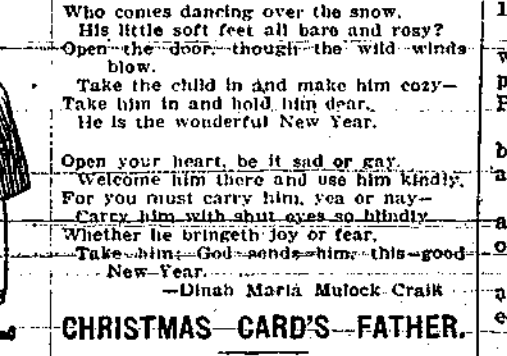 Who comes dancing over the snow.
His little soft feet all bare and rosy?
Open the door, though the wild winds
blow.
Take the child in and make him cozy—
Take him in and hold him dear.
He is the wonderful New Year.
Open your heart, be it sad or gay.
Welcome him there and use him kindly,
For you must carry him, yea or nay—
Carry him with shut eyes so blindly
Whether he bringeth joy or fear,
Take him; God sends him, this good
New Year.
—Dinah Maria Mulock Craik
CHRISTMAS CARD'S FATHER.